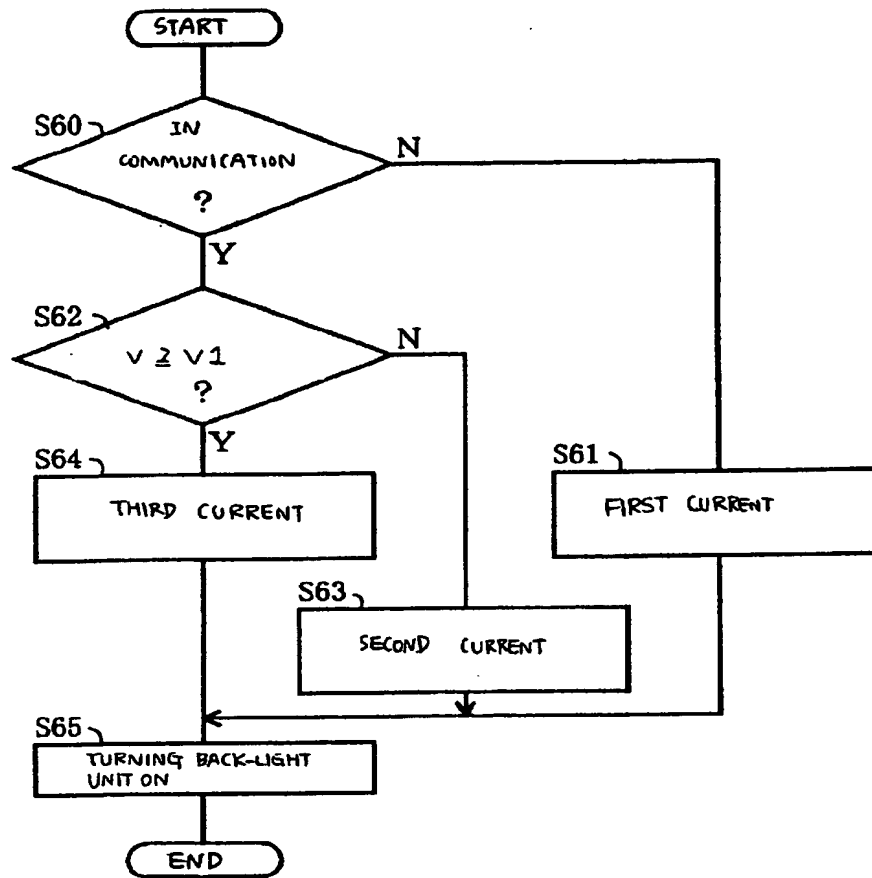 START
S60
IN
COMMUNICATION
?
N
Y
S62
V ≥ V1
?
N
Y
S64
THIRD CURRENT
S61
FIRST CURRENT
S63
SECOND CURRENT
S65
TURNING BACK-LIGHT
UNIT ON
END